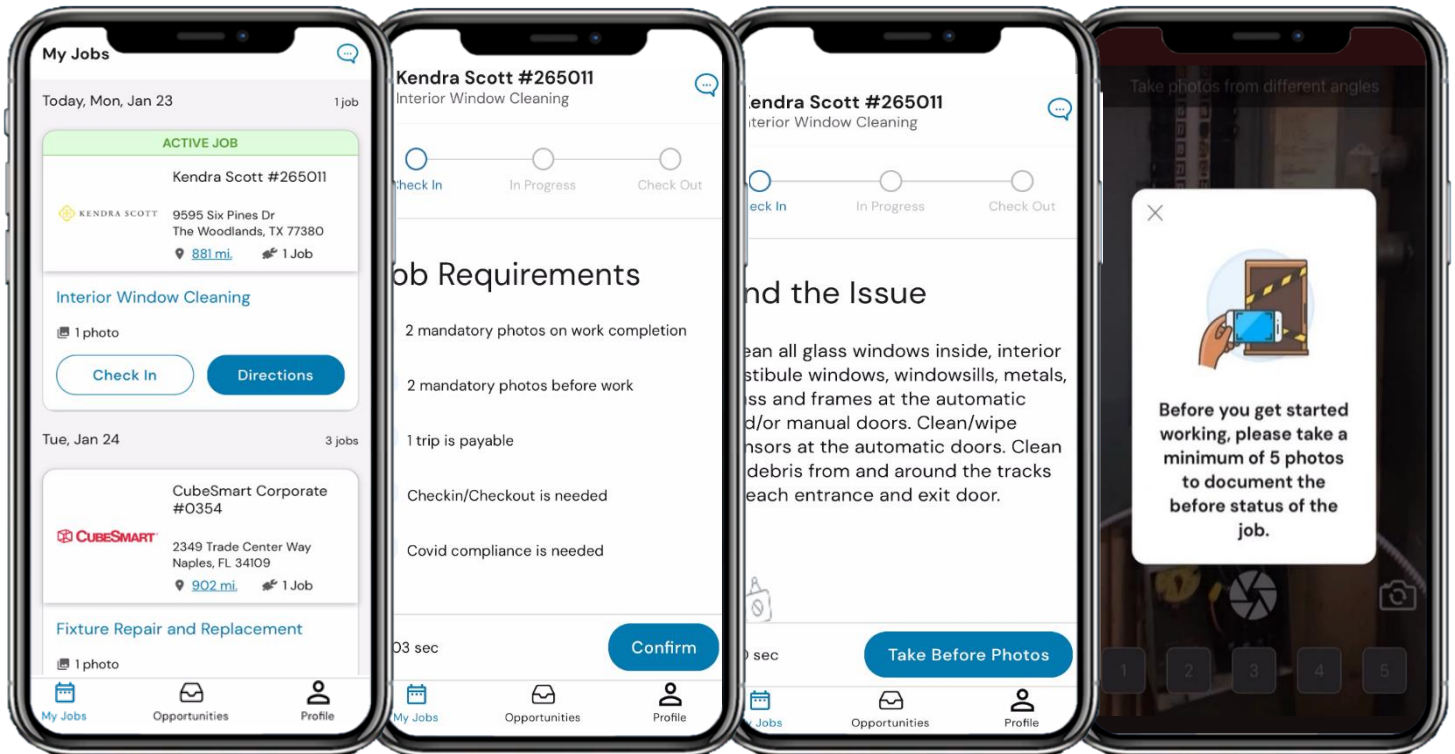 My Jobs
Today, Mon, Jan 23
1 job
ACTIVE JOB
Kendra Scott #265011
KENDRA SCOTT
9595 Six Pines Dr
The Woodlands, TX 77380
881 mi.
1 Job
Interior Window Cleaning
1 photo
Check In
Directions
Tue, Jan 24
3 jobs
CubeSmart Corporate
#0354
CUBESMART
2349 Trade Center Way
Naples, FL 34109
902 mi.
1 Job
Fixture Repair and Replacement
1 photo
My Jobs
Opportunities
Profile
Kendra Scott #265011
Interior Window Cleaning
Check In
In Progress
Check Out
ob Requirements
2 mandatory photos on work completion
2 mandatory photos before work
1 trip is payable
Checkin/Checkout is needed
Covid compliance is needed
03 sec
Confirm
My Jobs
Opportunities
Profile
endra Scott #265011
terior Window Cleaning
eck In
In Progress
Check Out
nd the Issue
ean all glass windows inside, interior
stibule windows, windowsills, metals,
ss and frames at the automatic
d/or manual doors. Clean/wipe
nsors at the automatic doors. Clean
debris from and around the tracks
each entrance and exit door.
sec
Take Before Photos
y Jobs
Opportunities
Profile
Take photos from different angles
Before you get started
working, please take a
minimum of 5 photos
to document the
before status of the
job.
1
2
3
4
5